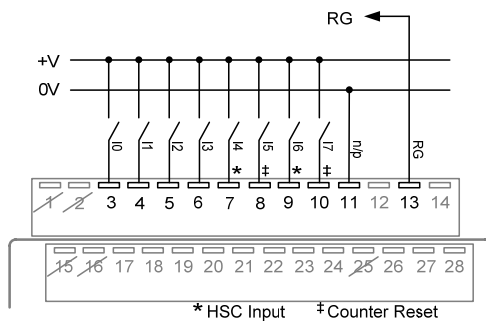 RG
+V
0V
I0 I1 I2 I3 I4 I5 I6 I7 n/p RG
* ‡ * ‡
1 2 3 4 5 6 7 8 9 10 11 12 13 14
15 16 17 18 19 20 21 22 23 24 25 26 27 28
* HSC Input ‡ Counter Reset